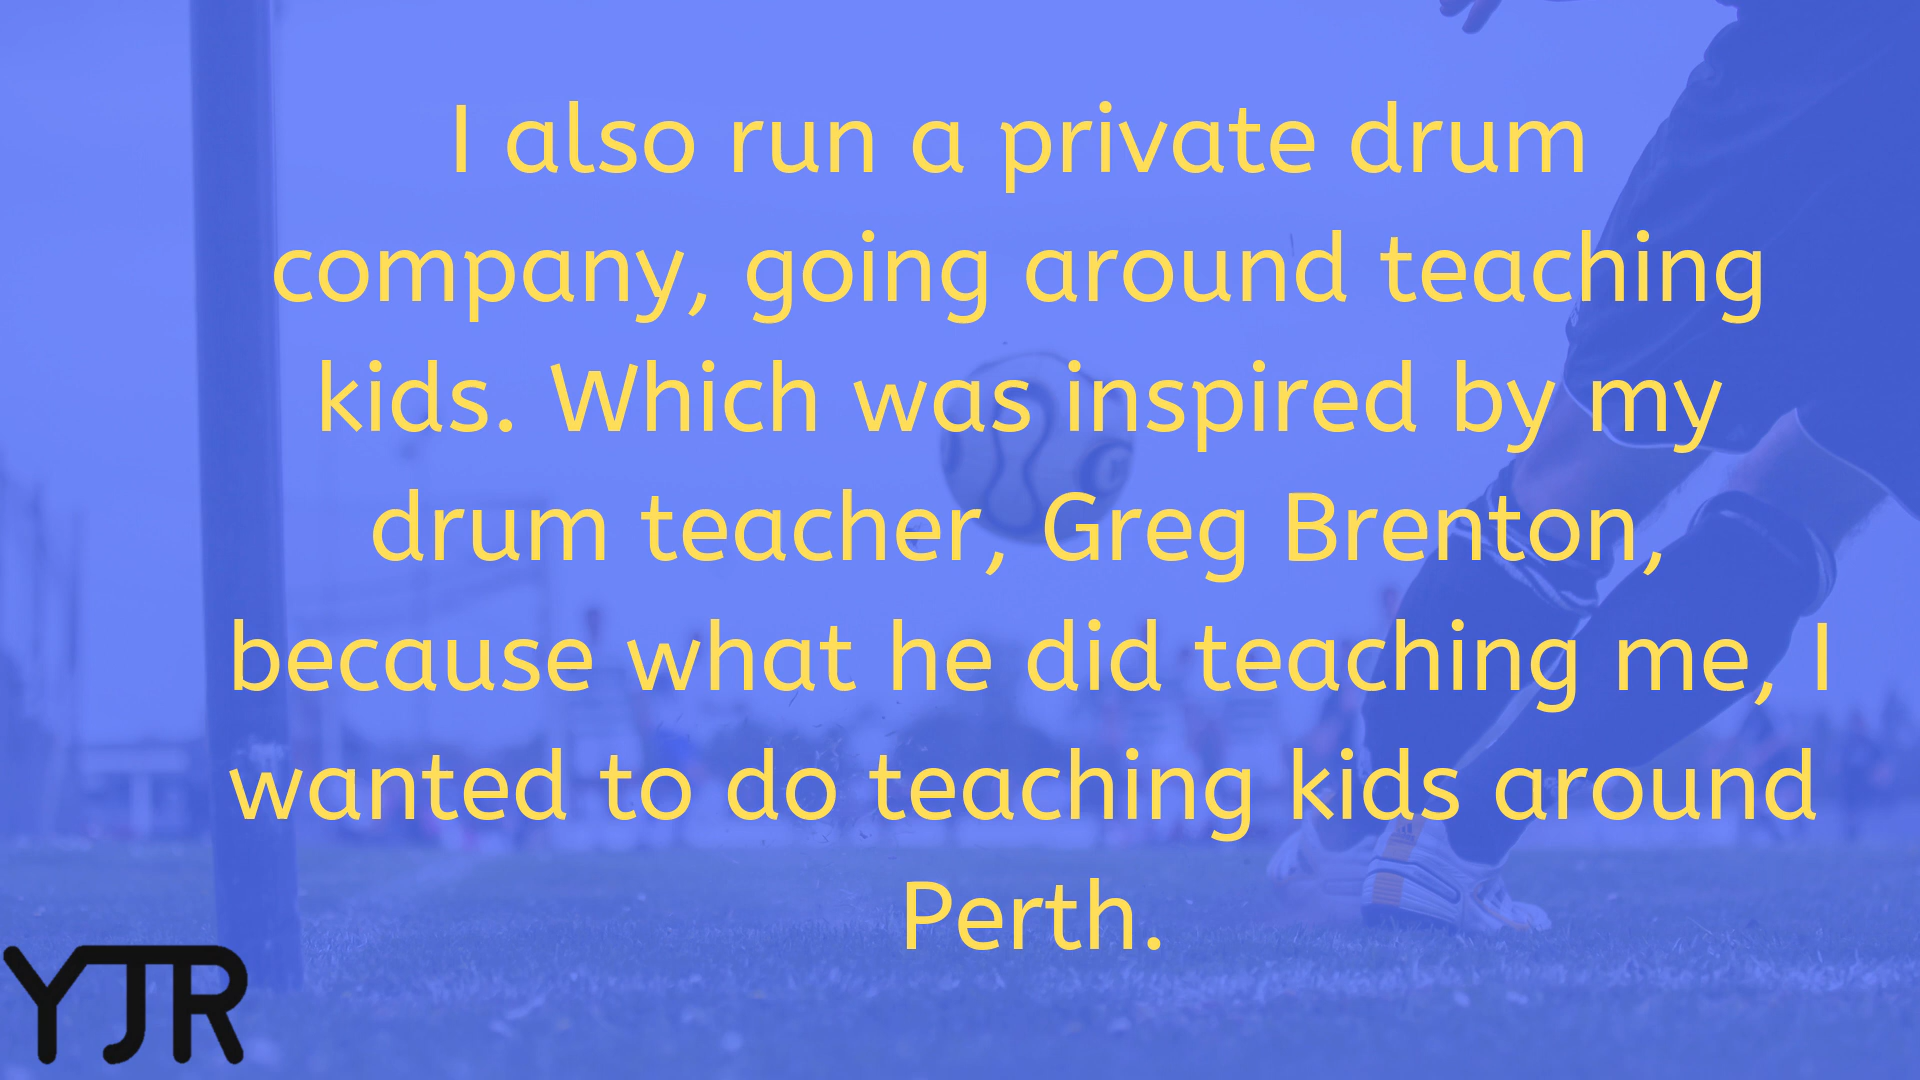 I also run a private drum
company, going around teaching
kids. Which was inspired by my
drum teacher, Greg Brenton,
because what he did teaching me, I
wanted to do teaching kids around
Perth.
YJR